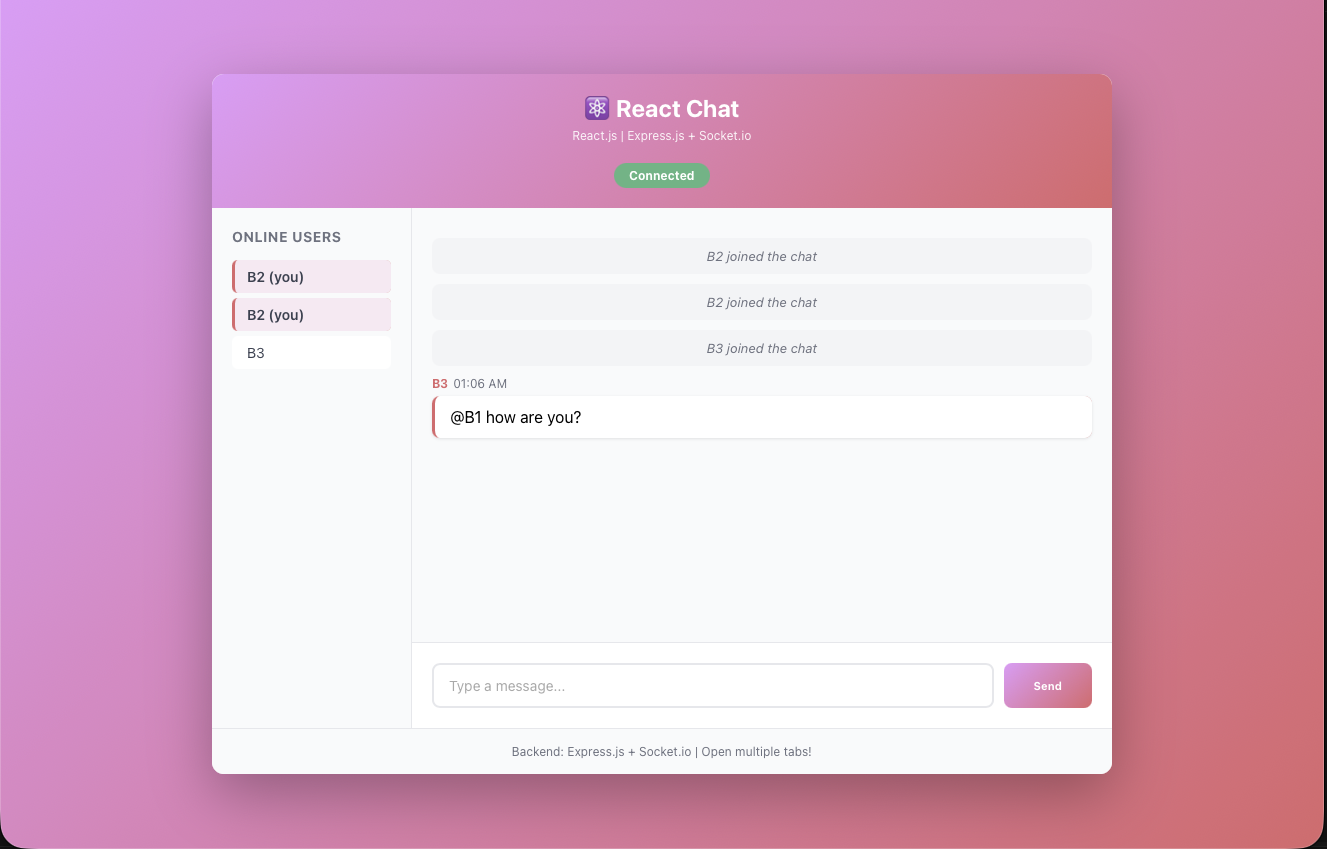 React Chat
React.js | Express.js + Socket.io
Connected
ONLINE USERS
B2 (you)
B2 (you)
B3
B2 joined the chat
B2 joined the chat
B3 joined the chat
B3 01:06 AM
@B1 how are you?
Type a message...
Send
Backend: Express.js + Socket.io | Open multiple tabs!